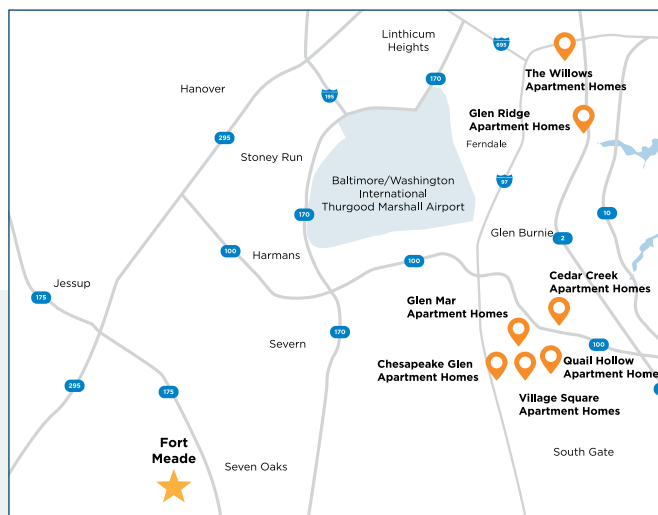 Linthicum
Heights
695
The Willows
Apartment Homes
170
Hanover
195
Glen Ridge
Apartment Homes
295
Ferndale
Stoney Run
Baltimore/Washington
International
Thurgood Marshall Airport
97
170
10
Glen Burnie
2
100
Harmans
100
Jessup
175
Cedar Creek
Apartment Homes
Glen Mar
Apartment Homes
170
Severn
100
Chesapeake Glen
Apartment Homes
Quail Hollow
Apartment Home
295
175
Village Square
Apartment Homes
Fort
Meade
Seven Oaks
South Gate